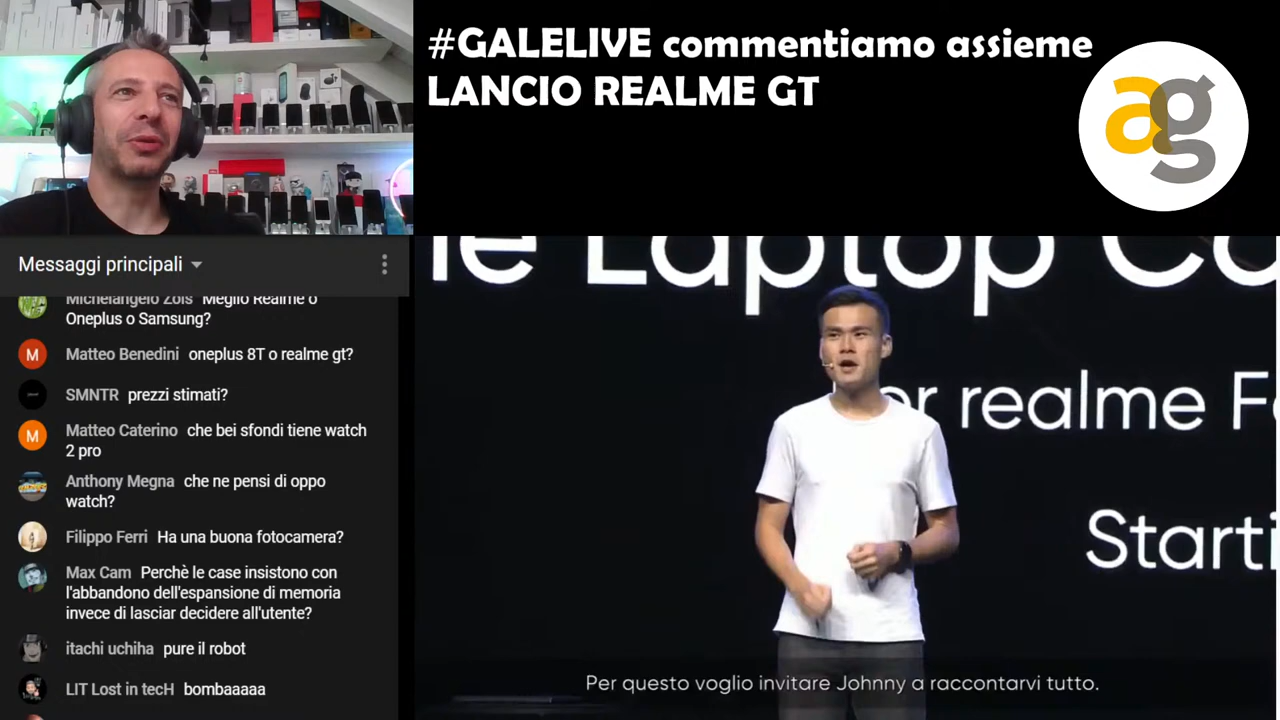 #GALELIVE commentiamo assieme
LANCIO REALME GT
ag
Messaggi principali
Michelangelo Zois Meglio Realme o
Oneplus o Samsung?
M Matteo Benedini oneplus 8T o realme gt?
SMNTR prezzi stimati?
M Matteo Caterino che bei sfondi tiene watch
2 pro
Anthony Megna che ne pensi di oppo
watch?
Filippo Ferri Ha una buona fotocamera?
Max Cam Perchè le case insistono con
l'abbandono dell'espansione di memoria
invece di lasciar decidere all'utente?
itachi uchiha pure il robot
LIT Lost in tecH bombaaaaa
le Laptop Co
or realme F
Starti
Per questo voglio invitare Johnny a raccontarvi tutto.